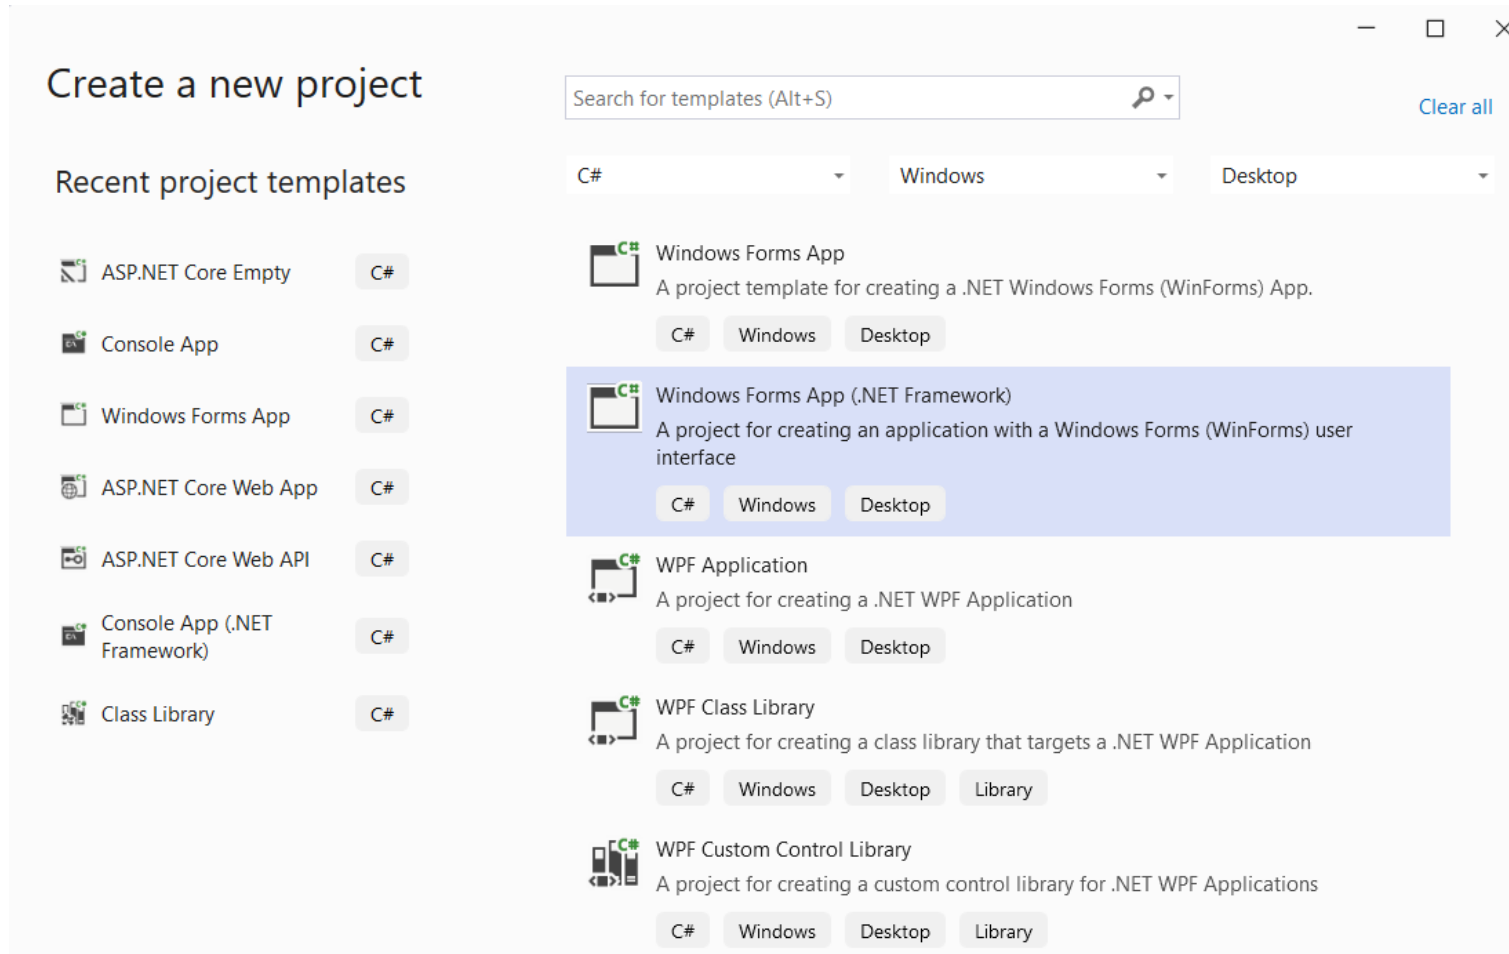 Create a new project
Recent project templates
ASP.NET Core Empty C#
Console App C#
Windows Forms App C#
ASP.NET Core Web App C#
ASP.NET Core Web API C#
Console App (.NET
Framework) C#
Class Library C#
Search for templates (Alt+S)
Clear all
C# Windows Desktop
Windows Forms App
A project template for creating a .NET Windows Forms (WinForms) App.
C# Windows Desktop
Windows Forms App (.NET Framework)
A project for creating an application with a Windows Forms (WinForms) user
interface
C# Windows Desktop
WPF Application
A project for creating a .NET WPF Application
C# Windows Desktop
WPF Class Library
A project for creating a class library that targets a .NET WPF Application
C# Windows Desktop Library
WPF Custom Control Library
A project for creating a custom control library for .NET WPF Applications
C# Windows Desktop Library